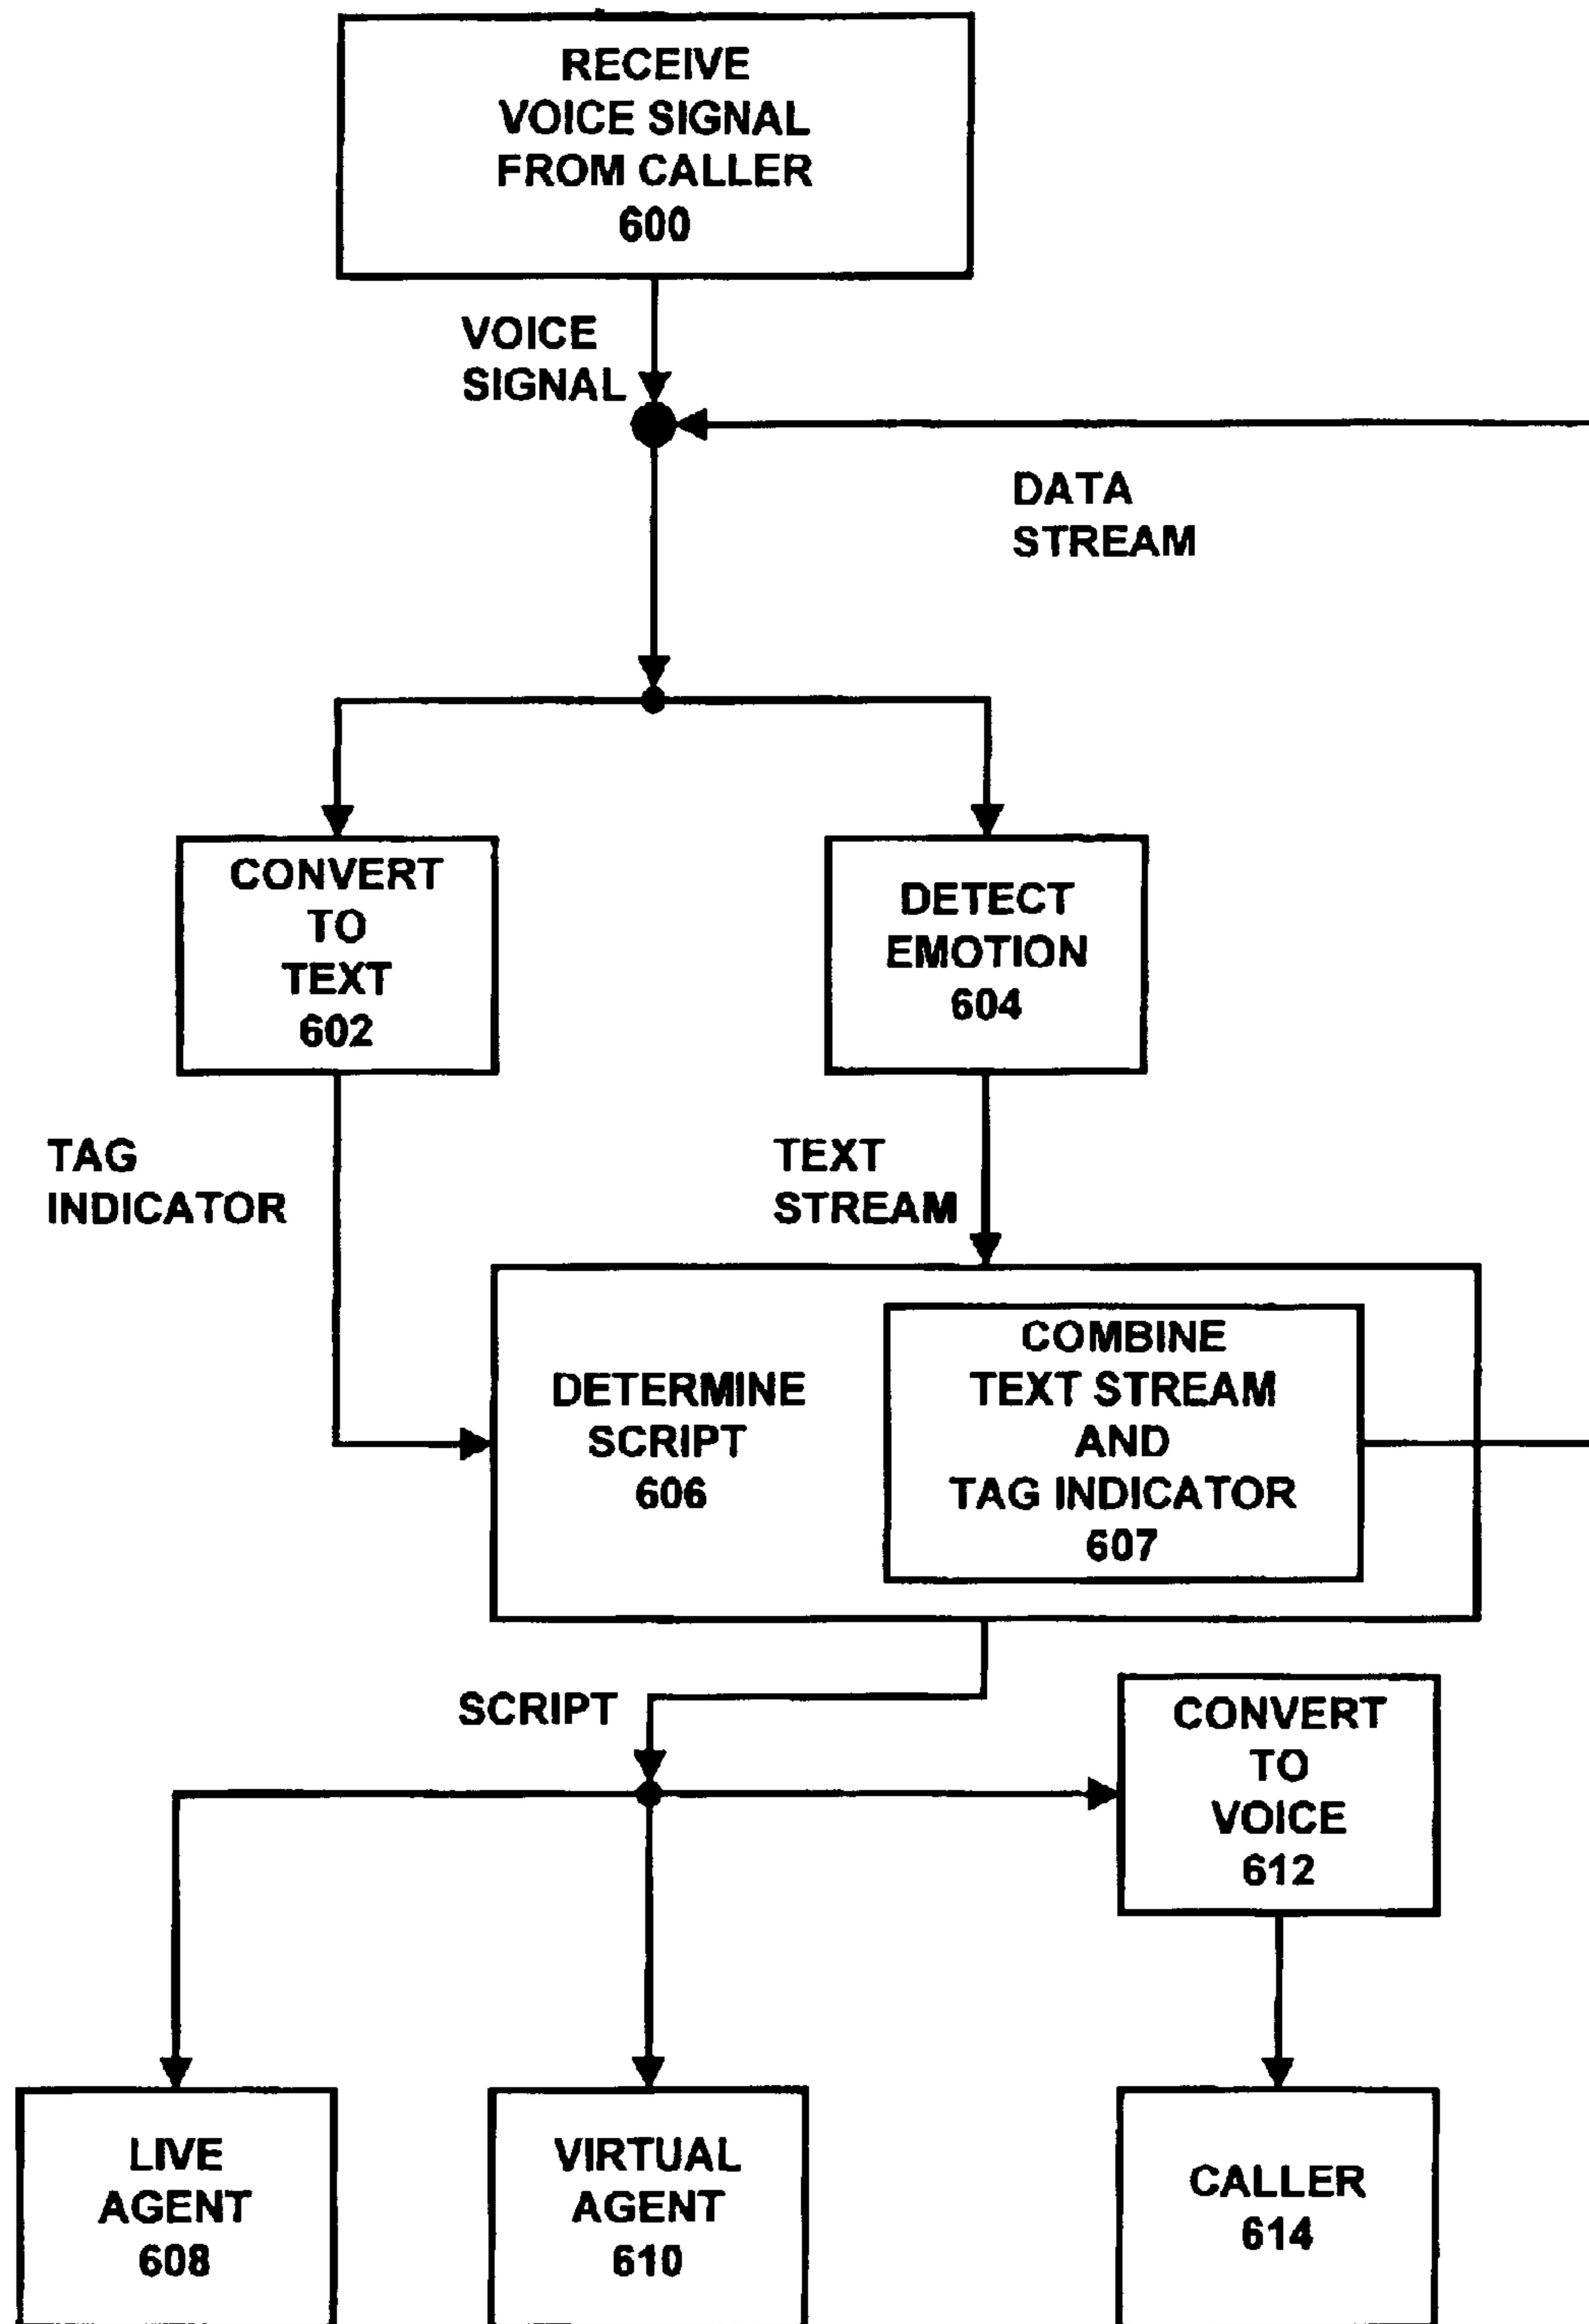 RECEIVE
VOICE SIGNAL
FROM CALLER
600
VOICE
SIGNAL
DATA
STREAM
CONVERT
TO
TEXT
602
DETECT
EMOTION
604
TAG
INDICATOR
TEXT
STREAM
DETERMINE
SCRIPT
606
COMBINE
TEXT STREAM
AND
TAG INDICATOR
607
SCRIPT
CONVERT
TO
VOICE
612
LIVE
AGENT
608
VIRTUAL
AGENT
610
CALLER
614